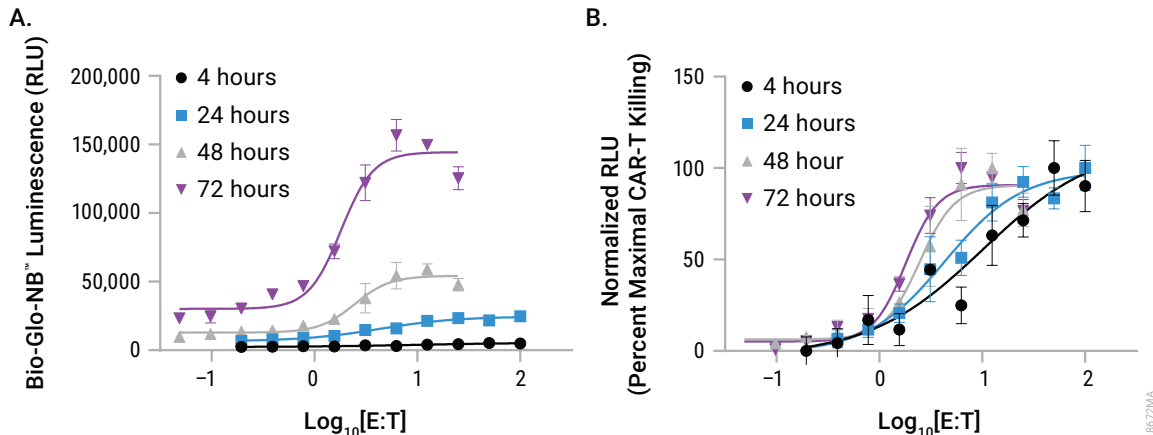 A.
Bio-Glo-NB™ Luminescence (RLU)
200,000
150,000
100,000
50,000
0
4 hours
24 hours
48 hours
72 hours
−1
0
1
2
Log10[E:T]
B.
Normalized RLU
(Percent Maximal CAR-T Killing)
150
100
50
0
4 hours
24 hours
48 hour
72 hours
−1
0
1
2
Log10[E:T]
8672MA